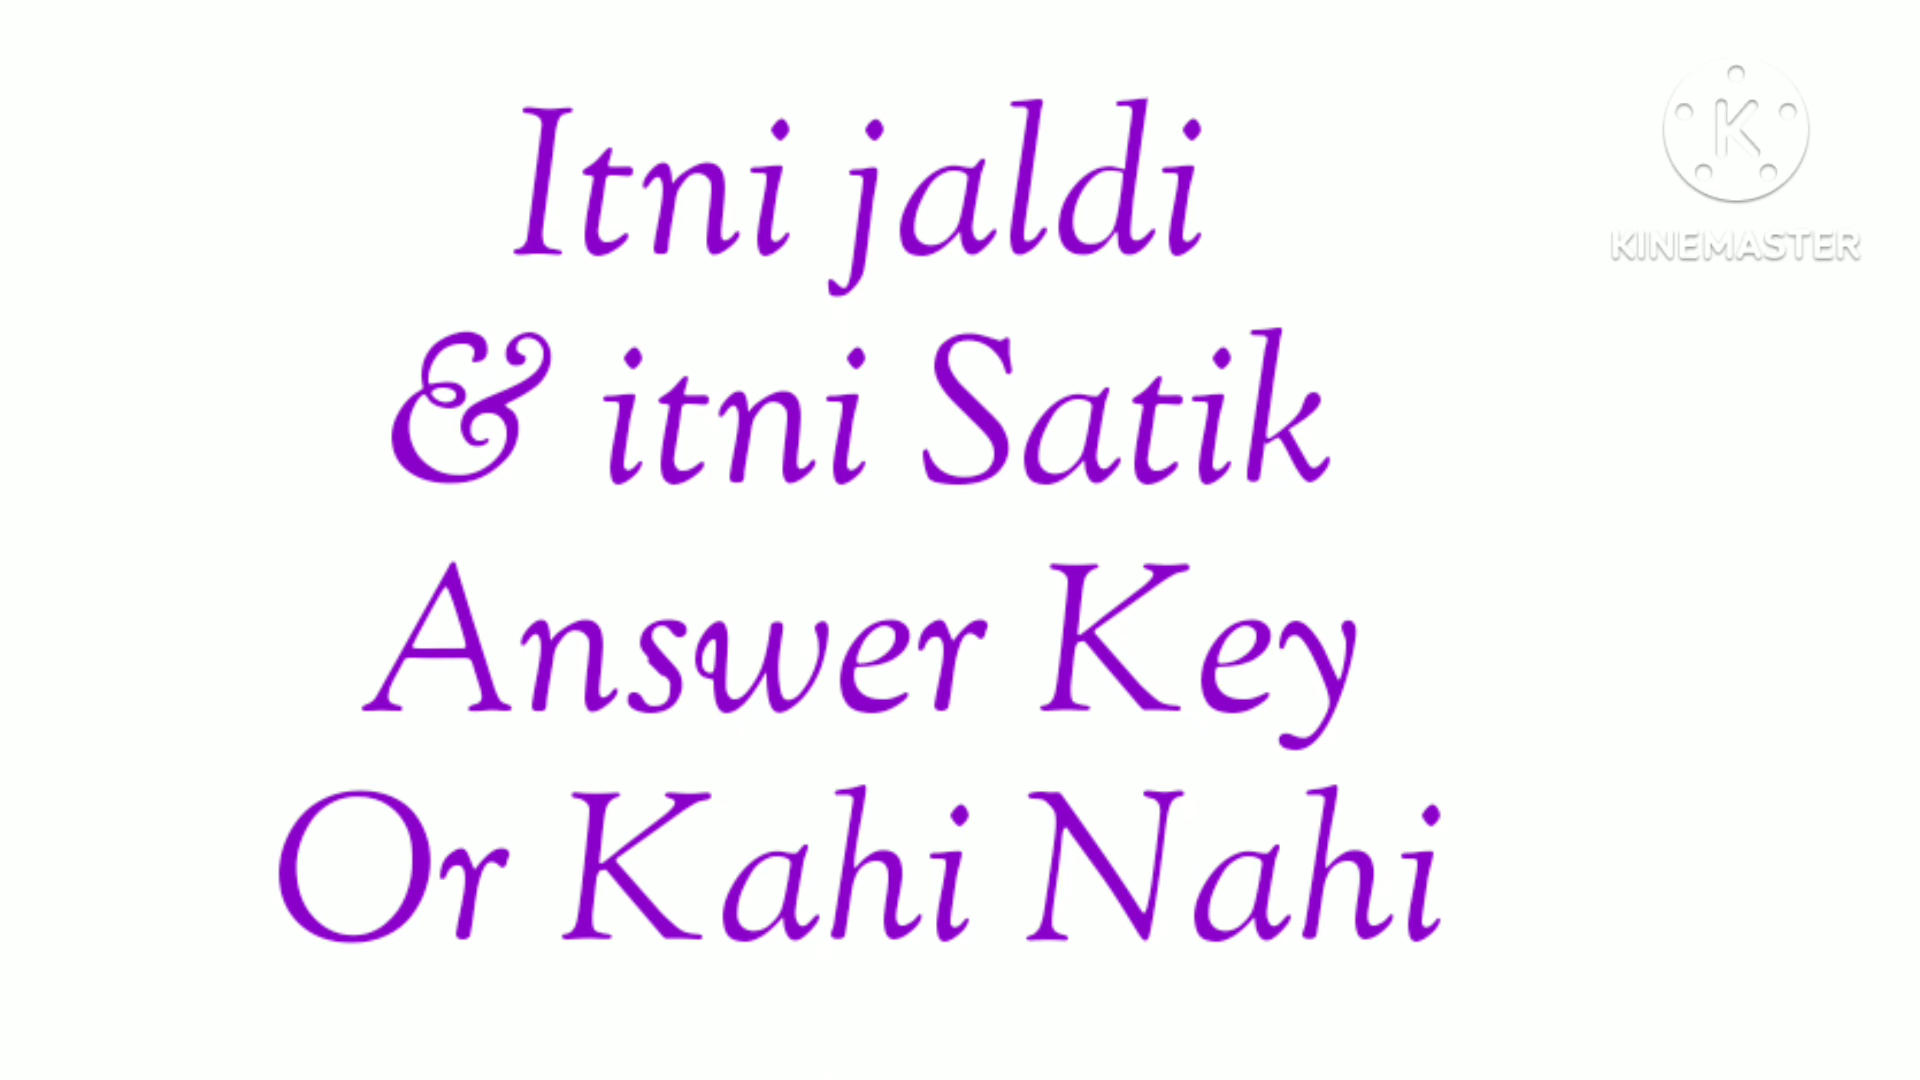 Itni jaldi
& itni Satik
Answer Key
Or Kahi Nahi
K
KINEMASTER